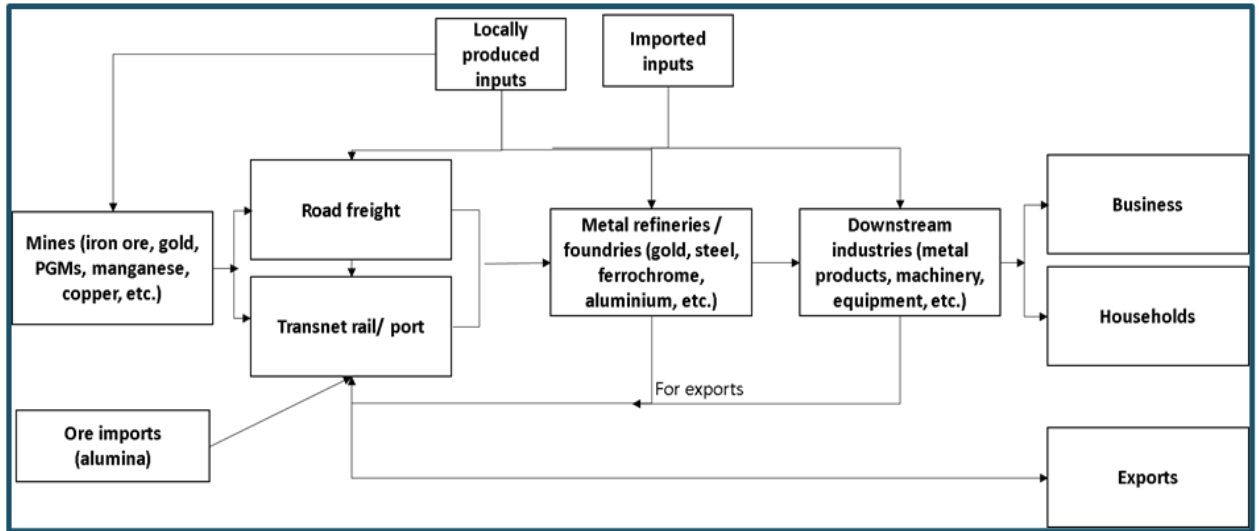 Locally
produced
inputs
Imported
inputs
Road freight
Mines (iron ore, gold,
PGMs, manganese,
copper, etc.)
Transnet rail/ port
Metal refineries /
foundries (gold, steel,
ferrochrome,
aluminium, etc.)
Downstream
industries (metal
products, machinery,
equipment, etc.)
Business
Households
For exports
Ore imports
(alumina)
Exports